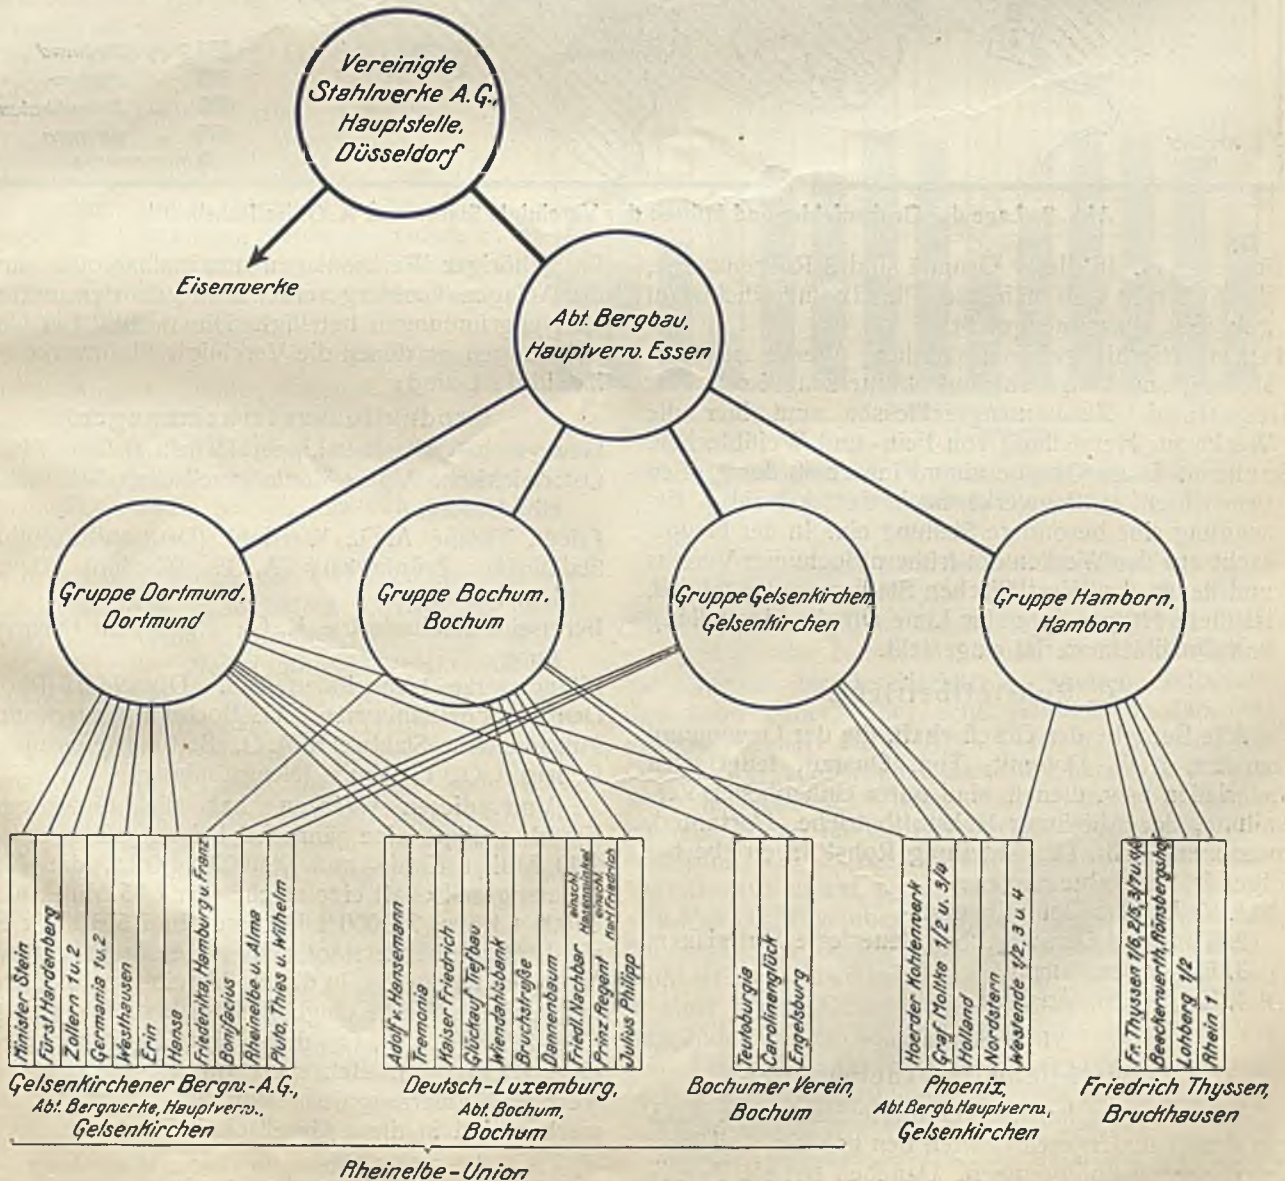 Vereinigte
Stahlwerke A.G.,
Hauptstelle,
Düsseldorf
Eisenwerke
Abt. Bergbau,
Hauptverw. Essen
Gruppe Dortmund,
Dortmund
Gruppe Bochum,
Bochum
Gruppe Gelsenkirchen,
Gelsenkirchen
Gruppe Hamborn,
Hamborn
Minister Stein
Fürst Hardenberg
Zollern 1 u. 2
Germania 1 u. 2
Westhausen
Erin
Hansa
Friederika, Hamburg u. Franz
Bonifacius
Rheinelbe u. Alma
Pluto, Thies u. Wilhelm
Adolf v. Hansemann
Tremonia
Kaiser Friedrich
Glückauf Tiefbau
Wiendahlsbank
Bruchstraße
Dannenbaum
Friedl. Nachbar einschl. Hasenwinkel
Prinz Regent einschl. Karl Friedrich
Julius Philipp
Teutoburgia
Carolinenglück
Engelsburg
Hoerder Kohlenwerk
Graf Moltke 1/2 u. 3/4
Holland
Nordstern
Westende 1/2, 3 u. 4
Fr. Thyssen 1/6, 2/5, 3/7 u. 4/8
Beeckerwerth, Rönsbergshof
Lohberg 1/2
Rhein 1
Gelsenkirchener Bergw.-A.G.,
Abt. Bergwerke, Hauptverw.,
Gelsenkirchen
Deutsch-Luxemburg,
Abt. Bochum,
Bochum
Bochumer Verein,
Bochum
Phoenix,
Abt. Bergb. Hauptverw.,
Gelsenkirchen
Friedrich Thyssen,
Bruckhausen
Rheinelbe-Union